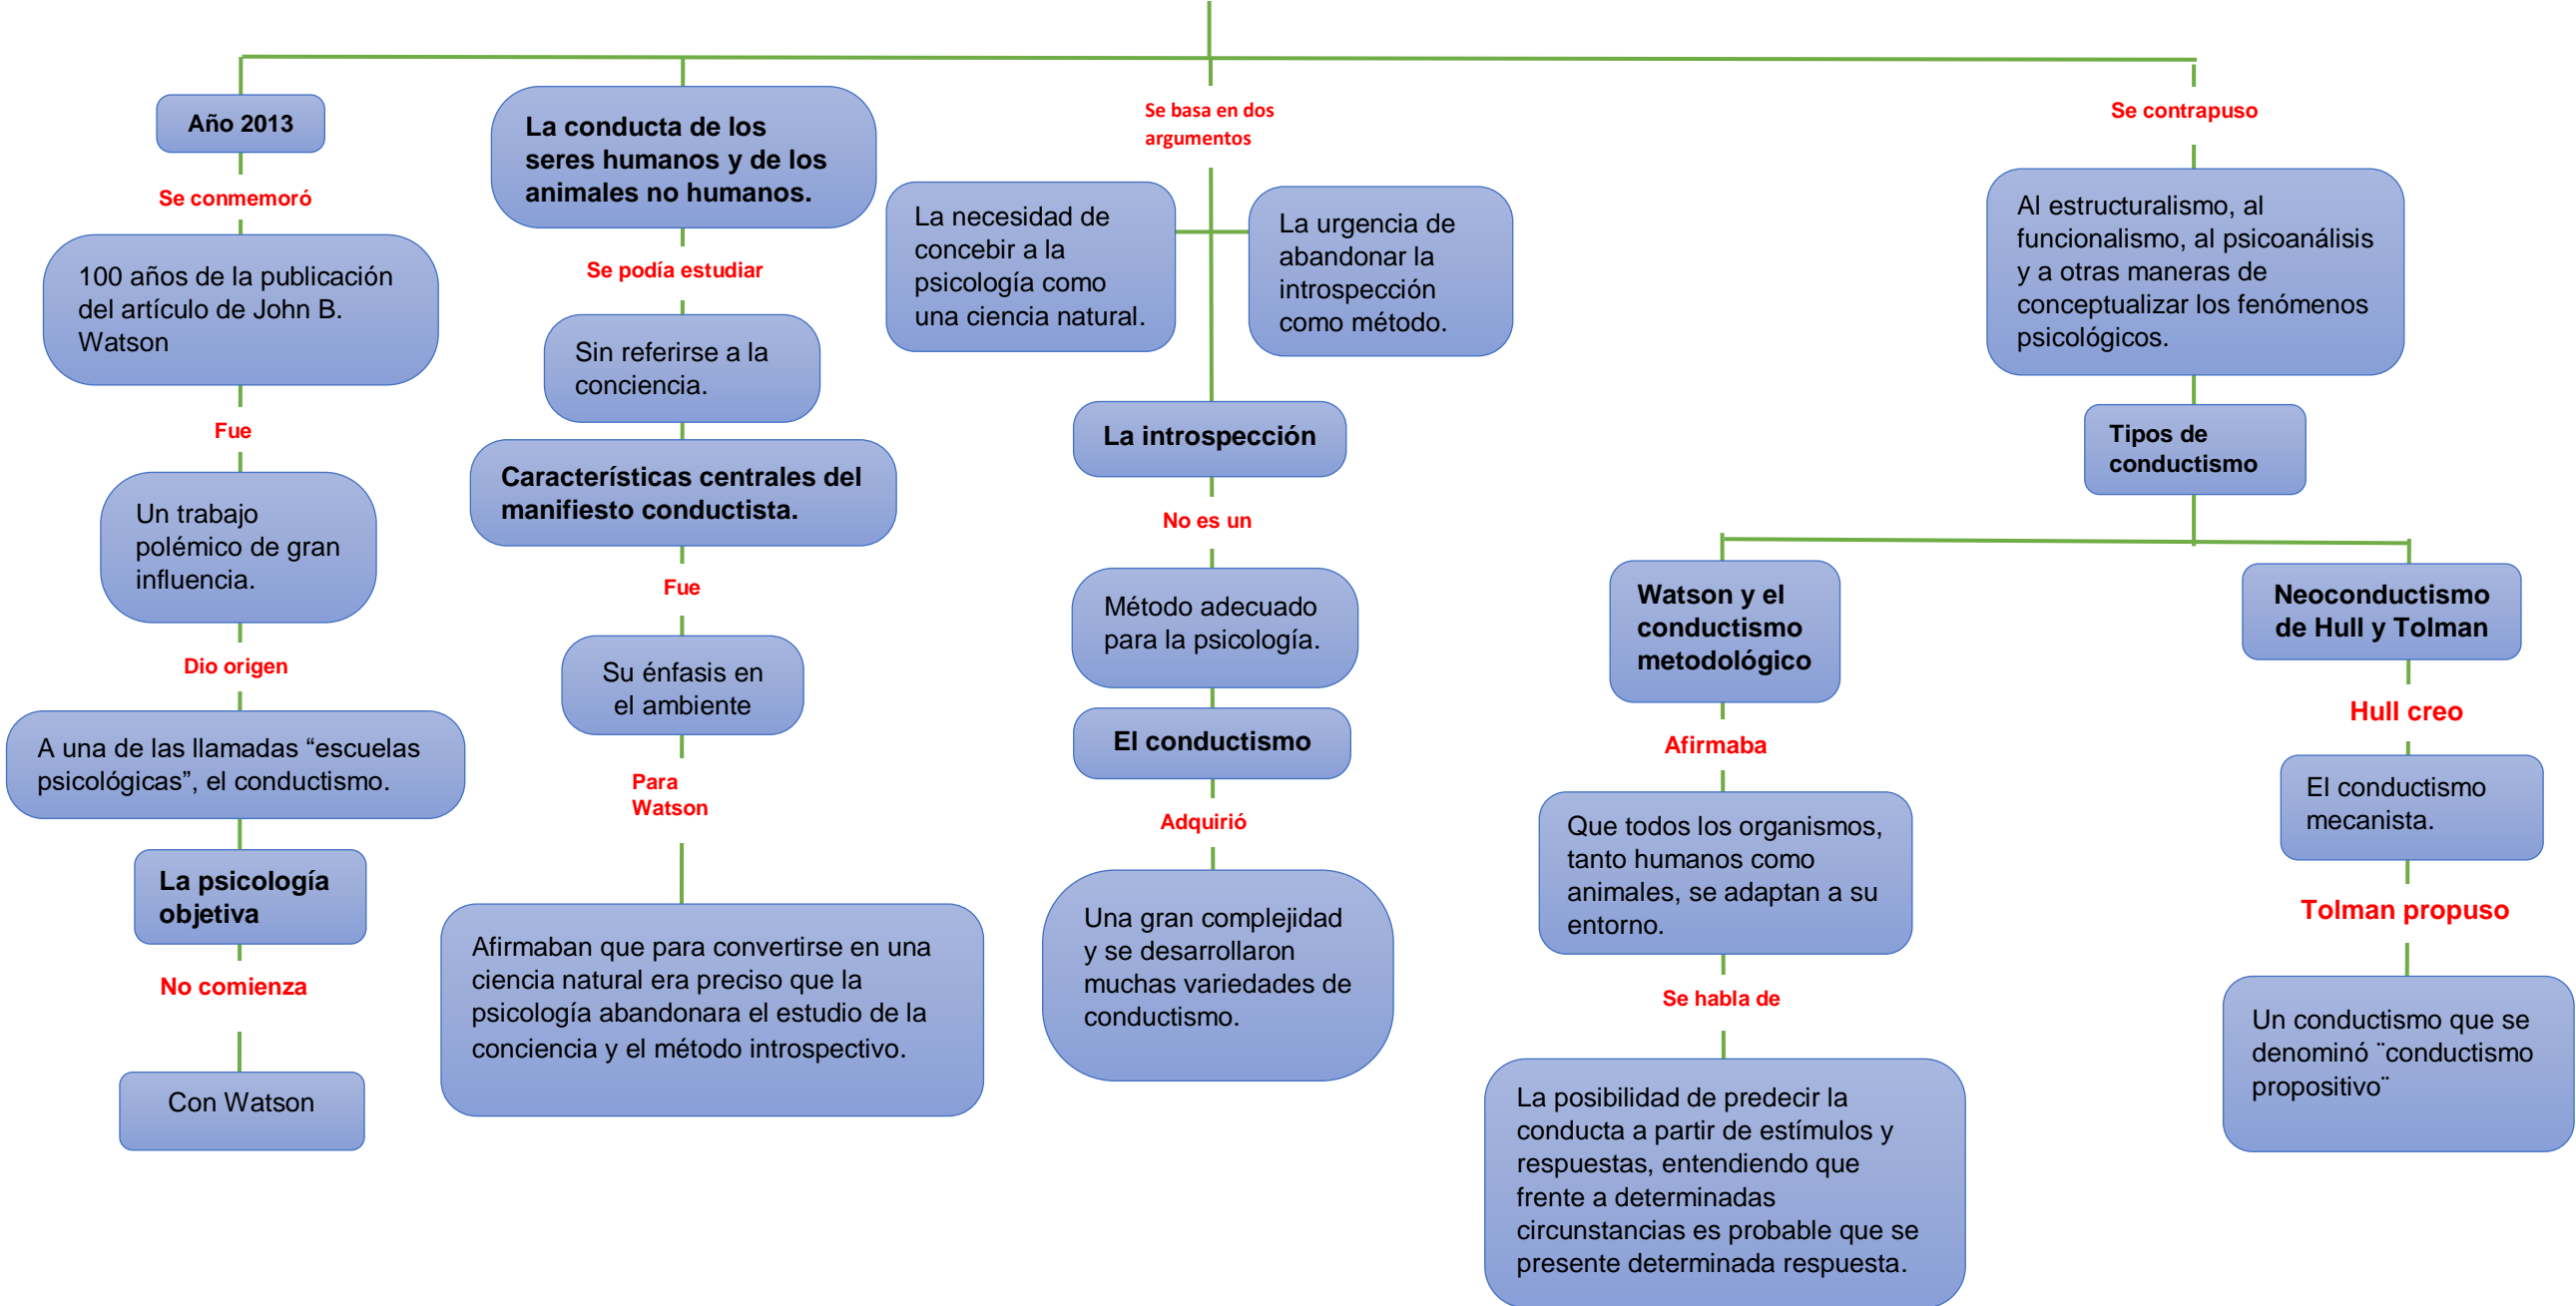 Año 2013
Se conmemoró
100 años de la publicación
del artículo de John B.
Watson
Fue
Un trabajo
polémico de gran
influencia.
Dio origen
A una de las llamadas “escuelas
psicológicas”, el conductismo.
La psicología
objetiva
No comienza
Con Watson
La conducta de los
seres humanos y de los
animales no humanos.
Se podía estudiar
Sin referirse a la
conciencia.
Características centrales del
manifiesto conductista.
Fue
Su énfasis en
el ambiente
Para
Watson
Afirmaban que para convertirse en una
ciencia natural era preciso que la
psicología abandonara el estudio de la
conciencia y el método introspectivo.
Se basa en dos
argumentos
La necesidad de
concebir a la
psicología como
una ciencia natural.
La urgencia de
abandonar la
introspección
como método.
La introspección
No es un
Método adecuado
para la psicología.
El conductismo
Adquirió
Una gran complejidad
y se desarrollaron
muchas variedades de
conductismo.
Se contrapuso
Al estructuralismo, al
funcionalismo, al psicoanálisis
y a otras maneras de
conceptualizar los fenómenos
psicológicos.
Tipos de
conductismo
Watson y el
conductismo
metodológico
Afirmaba
Que todos los organismos,
tanto humanos como
animales, se adaptan a su
entorno.
Se habla de
La posibilidad de predecir la
conducta a partir de estímulos y
respuestas, entendiendo que
frente a determinadas
circunstancias es probable que se
presente determinada respuesta.
Neoconductismo
de Hull y Tolman
Hull creo
El conductismo
mecanista.
Tolman propuso
Un conductismo que se
denominó ¨conductismo
propositivo¨